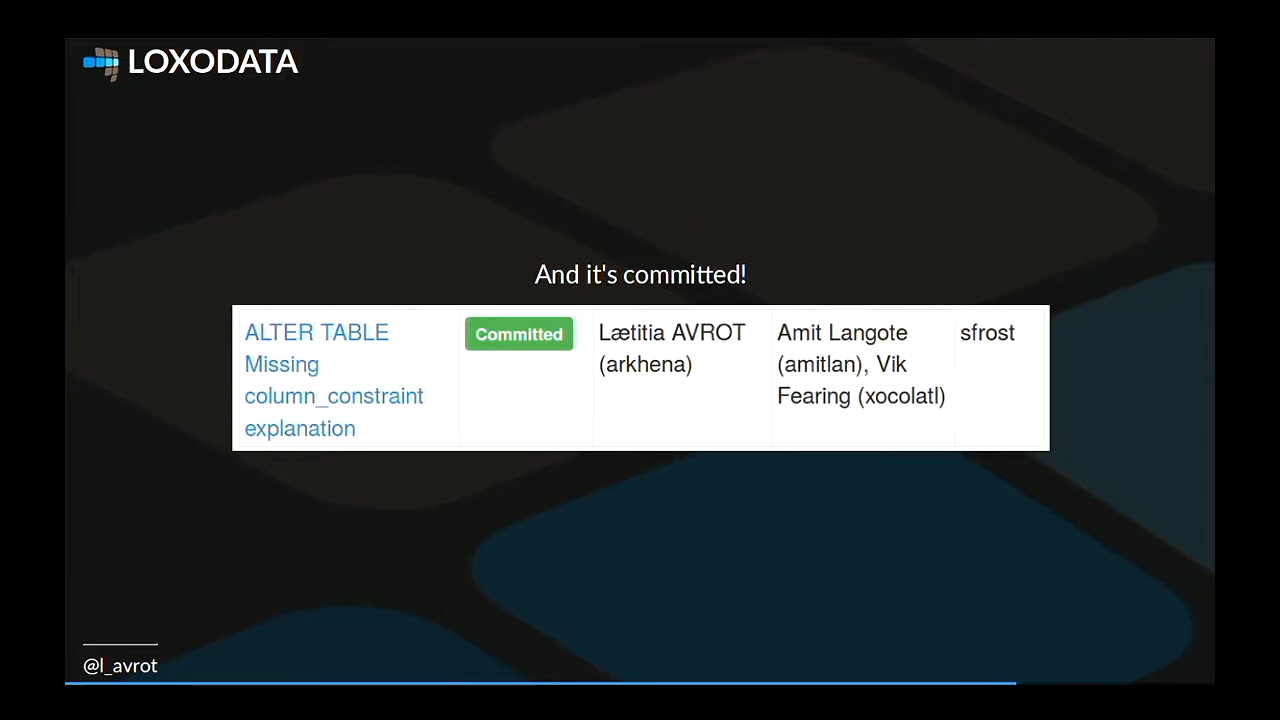 LOXODATA
And it's committed!
ALTER TABLE
Missing
column_constraint
explanation
Committed
Lætitia AVROT
(arkhena)
Amit Langote
(amitlan), Vik
Fearing (xocolatl)
sfrost
@l_avrot